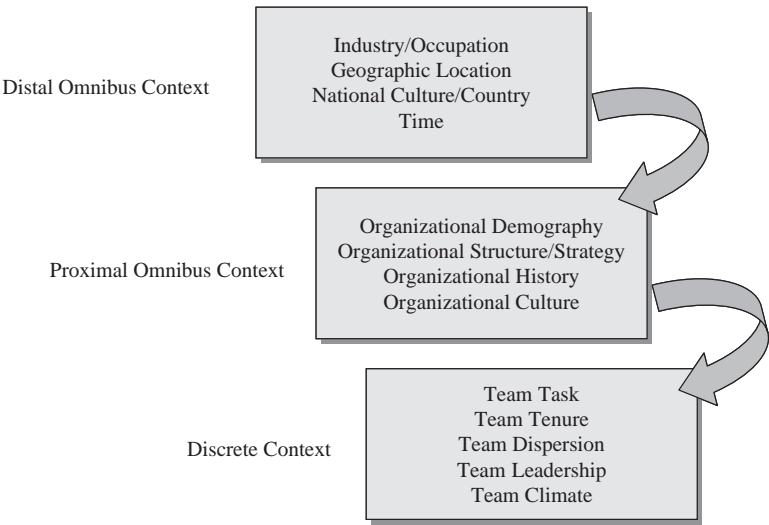 Distal Omnibus Context
Industry/Occupation
Geographic Location
National Culture/Country
Time
Proximal Omnibus Context
Organizational Demography
Organizational Structure/Strategy
Organizational History
Organizational Culture
Discrete Context
Team Task
Team Tenure
Team Dispersion
Team Leadership
Team Climate